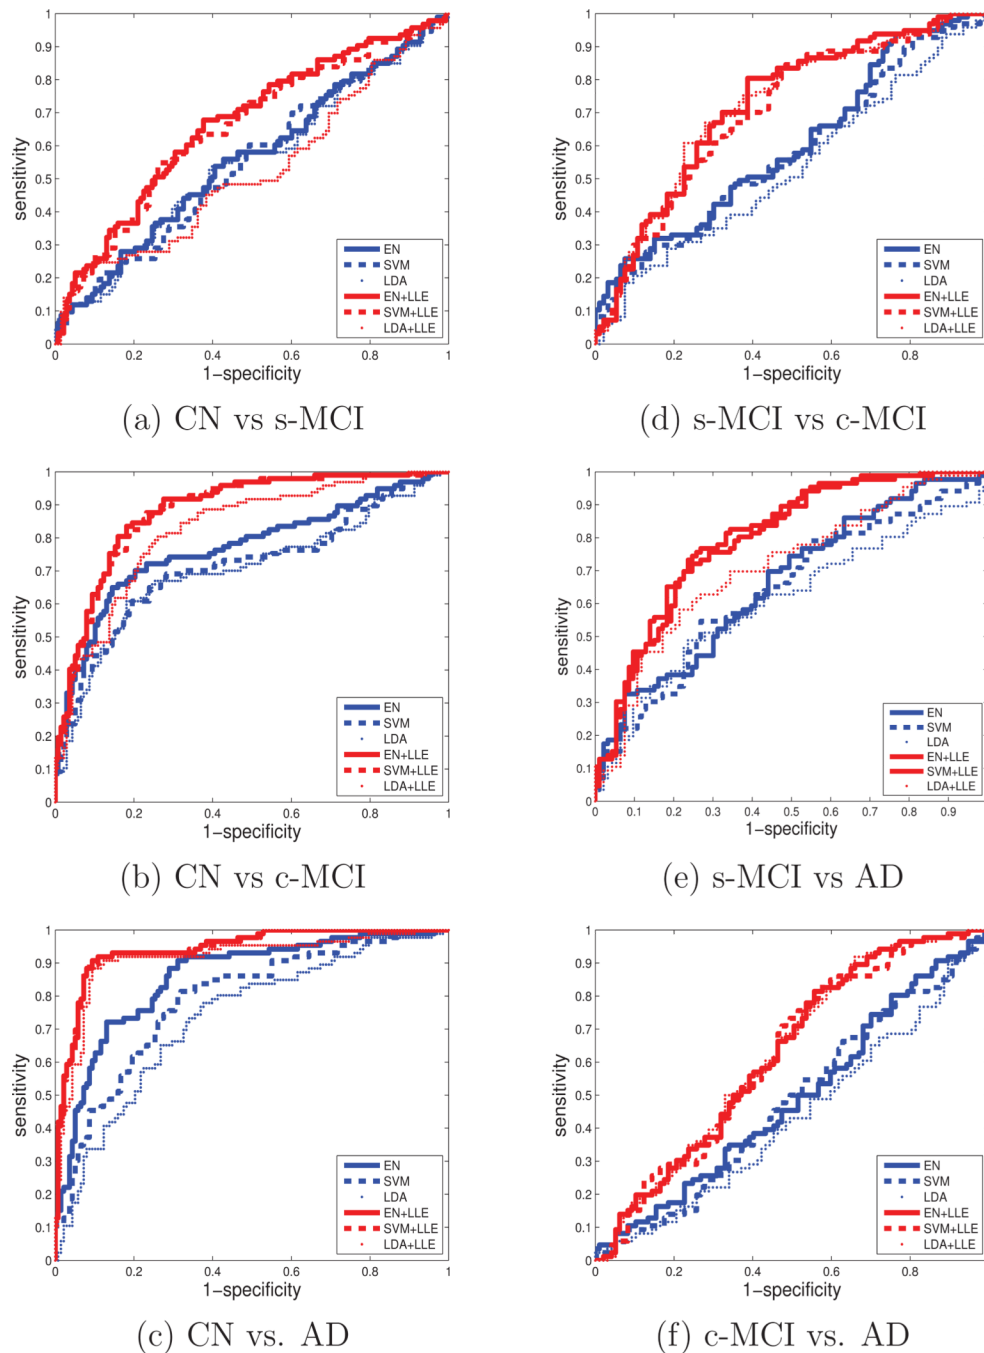 1
0.9
0.8
0.7
0.6
0.5
0.4
0.3
0.2
0.1
0
sensitivity
0 0.2 0.4 0.6 0.8 1
1-specificity
EN
SVM
LDA
EN+LLE
SVM+LLE
LDA+LLE
(a) CN vs s-MCI
1
0.9
0.8
0.7
0.6
0.5
0.4
0.3
0.2
0.1
0
sensitivity
0 0.2 0.4 0.6 0.8
1-specificity
EN
SVM
LDA
EN+LLE
SVM+LLE
LDA+LLE
(d) s-MCI vs c-MCI
1
0.9
0.8
0.7
0.6
0.5
0.4
0.3
0.2
0.1
0
sensitivity
0 0.2 0.4 0.6 0.8 1
1-specificity
EN
SVM
LDA
EN+LLE
SVM+LLE
LDA+LLE
(b) CN vs c-MCI
1
0.9
0.8
0.7
0.6
0.5
0.4
0.3
0.2
0.1
0
sensitivity
0.1 0.2 0.3 0.4 0.5 0.6 0.7 0.8 0.9
1-specificity
EN
SVM
LDA
EN+LLE
SVM+LLE
LDA+LLE
(e) s-MCI vs AD
1
0.9
0.8
0.7
0.6
0.5
0.4
0.3
0.2
0.1
0
sensitivity
0 0.2 0.4 0.6 0.8 1
1-specificity
EN
SVM
LDA
EN+LLE
SVM+LLE
LDA+LLE
(c) CN vs. AD
1
0.9
0.8
0.7
0.6
0.5
0.4
0.3
0.2
0.1
0
sensitivity
0 0.2 0.4 0.6 0.8
1-specificity
EN
SVM
LDA
EN+LLE
SVM+LLE
LDA+LLE
(f) c-MCI vs. AD